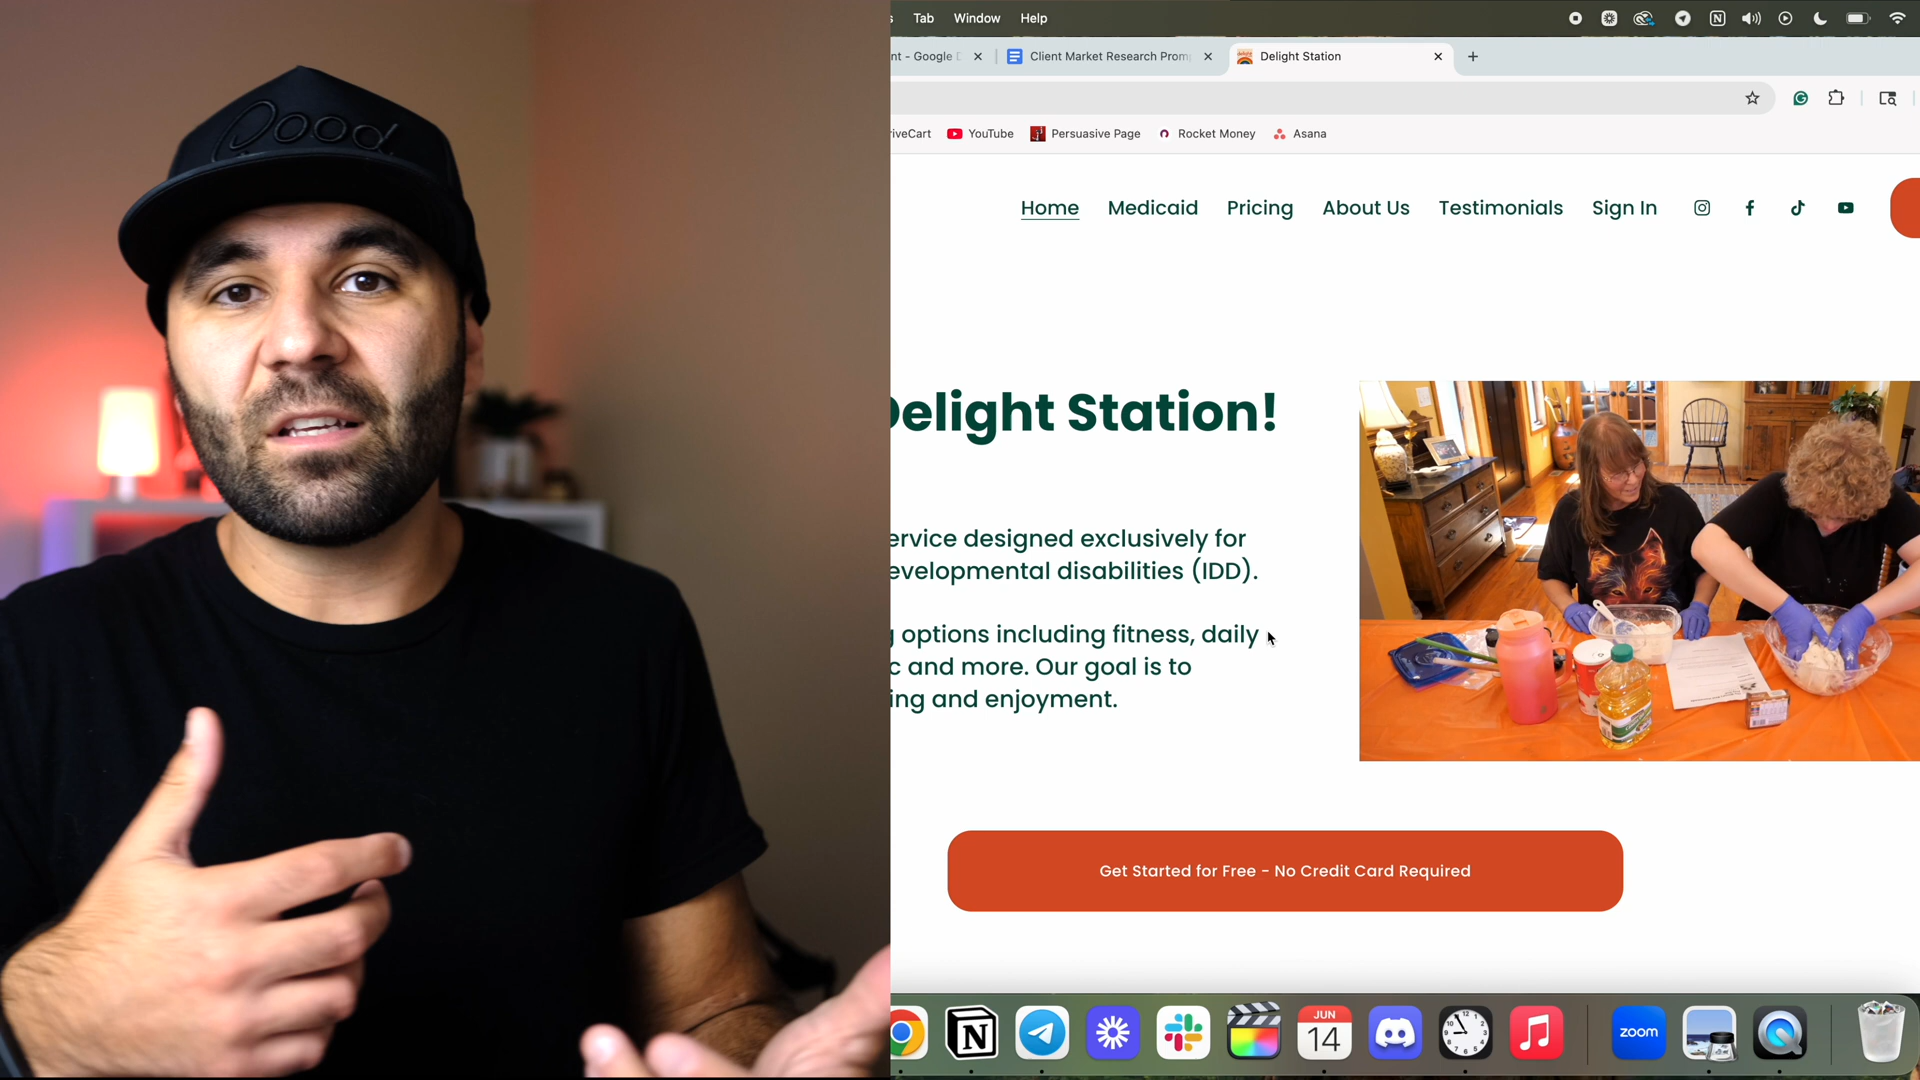 Good.
Tab Window Help
JUN
Client Market Research Prom
Delight Station
YouTube
Persuasive Page
Rocket Money
Asana
Home Medicaid Pricing About Us Testimonials Sign In
Delight Station!
ervice designed exclusively for
evelopmental disabilities (IDD).
options including fitness, daily
c and more. Our goal is to
ing and enjoyment.
Get Started for Free - No Credit Card Required
14
zoom